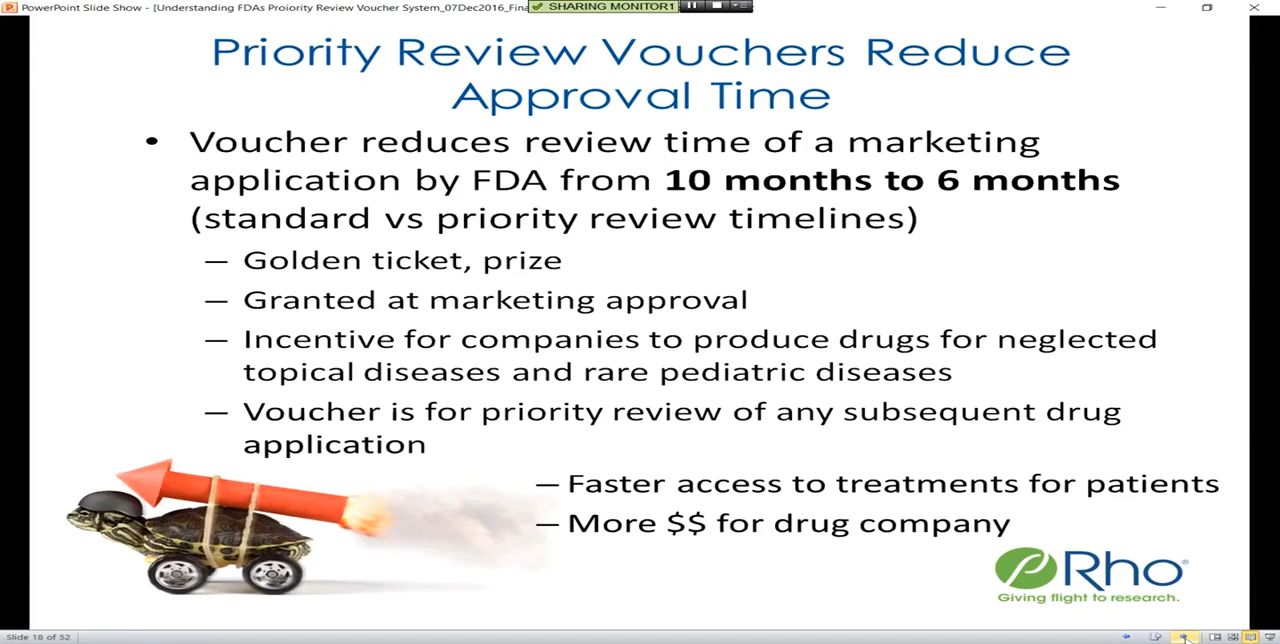 PowerPoint Slide Show - [Understanding FDAs Proiority Review Voucher System_07Dec2016_Fina
SHARING MONITOR1
Priority Review Vouchers Reduce
Approval Time
• Voucher reduces review time of a marketing
application by FDA from 10 months to 6 months
(standard vs priority review timelines)
– Golden ticket, prize
– Granted at marketing approval
– Incentive for companies to produce drugs for neglected
topical diseases and rare pediatric diseases
– Voucher is for priority review of any subsequent drug
application
– Faster access to treatments for patients
– More $$ for drug company
Rho®
Giving flight to research.
Slide 18 of 52